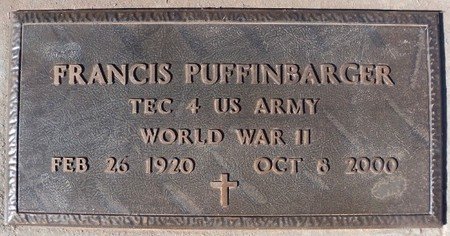 FRANCIS PUFFINBARGER
TEC 4 US ARMY
WORLD WAR II
FEB 26 1920 OCT 8 2000